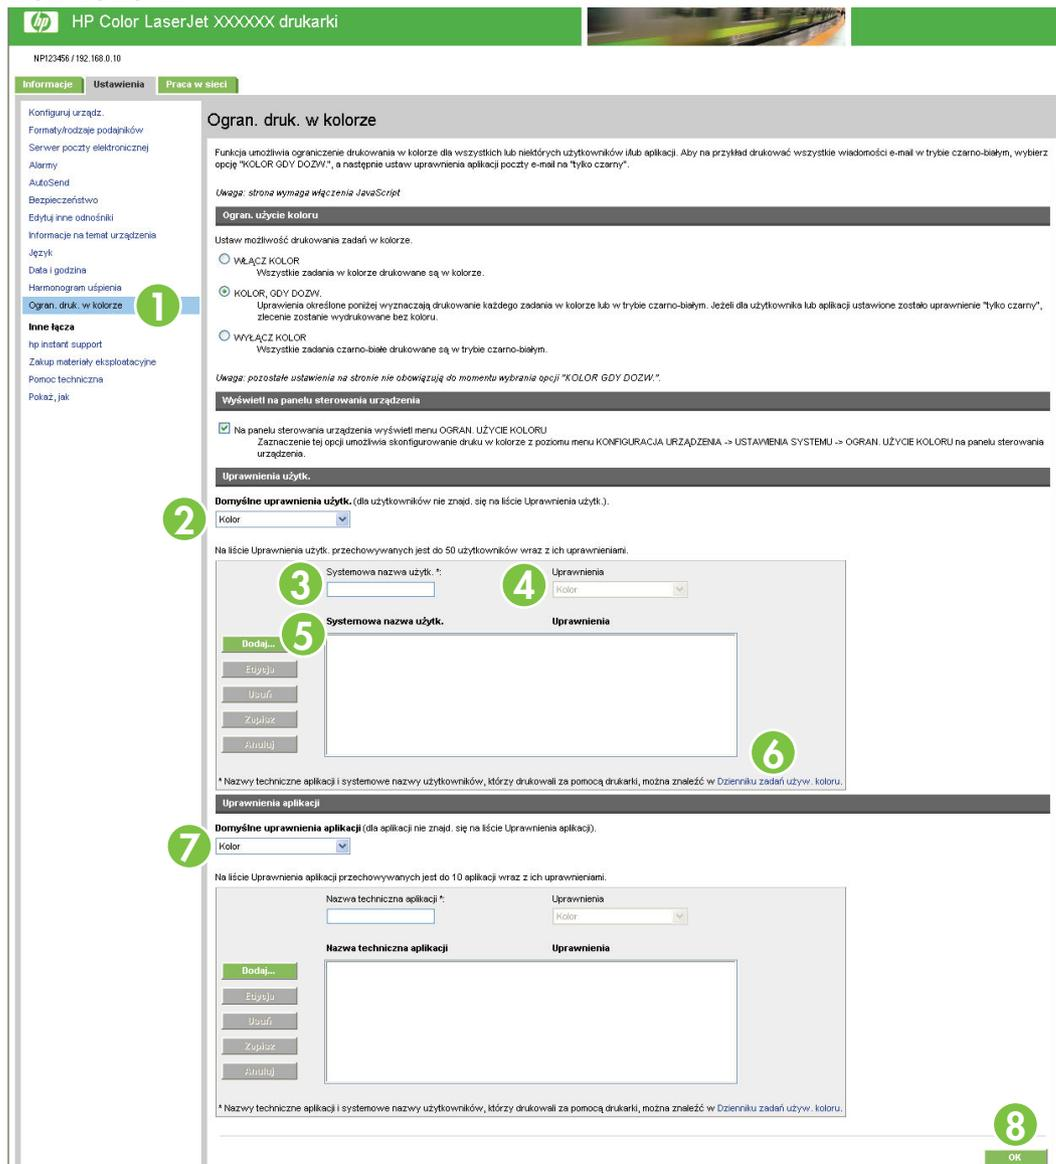 hp HP Color LaserJet XXXXXX drukarki
NP123456 / 192.168.0.10
Informacje Ustawienia Praca w sieci
Konfiguruj urządz.
Formaty/rodzaje podajników
Serwer poczty elektronicznej
Alarmy
AutoSend
Bezpieczeństwo
Edytuj inne odnośniki
Informacje na temat urządzenia
Język
Data i godzina
Harmonogram uśpienia
Ogran. druk. w kolorze 1
Inne łącza
hp instant support
Zakup materiały eksploatacyjne
Pomoc techniczna
Pokaż, jak
Ogran. druk. w kolorze
Funkcja umożliwia ograniczenie drukowania w kolorze dla wszystkich lub niektórych użytkowników i/lub aplikacji. Aby na przykład drukować wszystkie wiadomości e-mail w trybie czarno-białym, wybierz
opcję "KOLOR GDY DOZW.", a następnie ustaw uprawnienia aplikacji poczty e-mail na "tylko czarny".
Uwaga: strona wymaga włączenia JavaScript
Ogran. użycie koloru
Ustaw możliwość drukowania zadań w kolorze.
WŁĄCZ KOLOR
Wszystkie zadania w kolorze drukowane są w kolorze.
KOLOR, GDY DOZW.
Uprawienia określone poniżej wyznaczają drukowanie każdego zadania w kolorze lub w trybie czarno-białym. Jeżeli dla użytkownika lub aplikacji ustawione zostało uprawnienie "tylko czarny",
zlecenie zostanie wydrukowane bez koloru.
WYŁĄCZ KOLOR
Wszystkie zadania czarno-białe drukowane są w trybie czarno-białym.
Uwaga: pozostałe ustawienia na stronie nie obowiązują do momentu wybrania opcji "KOLOR GDY DOZW.".
Wyświetl na panelu sterowania urządzenia
Na panelu sterowania urządzenia wyświetl menu OGRAN. UŻYCIE KOLORU
Zaznaczenie tej opcji umożliwia skonfigurowanie druku w kolorze z poziomu menu KONFIGURACJA URZĄDZENIA -> USTAWIENIA SYSTEMU -> OGRAN. UŻYCIE KOLORU na panelu sterowania
urządzenia.
Uprawnienia użytk.
Domyślne uprawnienia użytk. (dla użytkowników nie znajd. się na liście Uprawnienia użytk.).
2 Kolor
Na liście Uprawnienia użytk. przechowywanych jest do 50 użytkowników wraz z ich uprawnieniami.
3 Systemowa nazwa użytk. *: 4 Uprawnienia
Kolor
5 Systemowa nazwa użytk. Uprawnienia
Dodaj...
Edycja
Usuń
Zapisz
Anuluj
6
* Nazwy techniczne aplikacji i systemowe nazwy użytkowników, którzy drukowali za pomocą drukarki, można znaleźć w Dzienniku zadań używ. koloru.
Uprawnienia aplikacji
Domyślne uprawnienia aplikacji (dla aplikacji nie znajd. się na liście Uprawnienia aplikacji).
7 Kolor
Na liście Uprawnienia aplikacji przechowywanych jest do 10 aplikacji wraz z ich uprawnieniami.
Nazwa techniczna aplikacji *: Uprawnienia
Kolor
Nazwa techniczna aplikacji Uprawnienia
Dodaj...
Edycja
Usuń
Zapisz
Anuluj
* Nazwy techniczne aplikacji i systemowe nazwy użytkowników, którzy drukowali za pomocą drukarki, można znaleźć w Dzienniku zadań używ. koloru.
8
OK